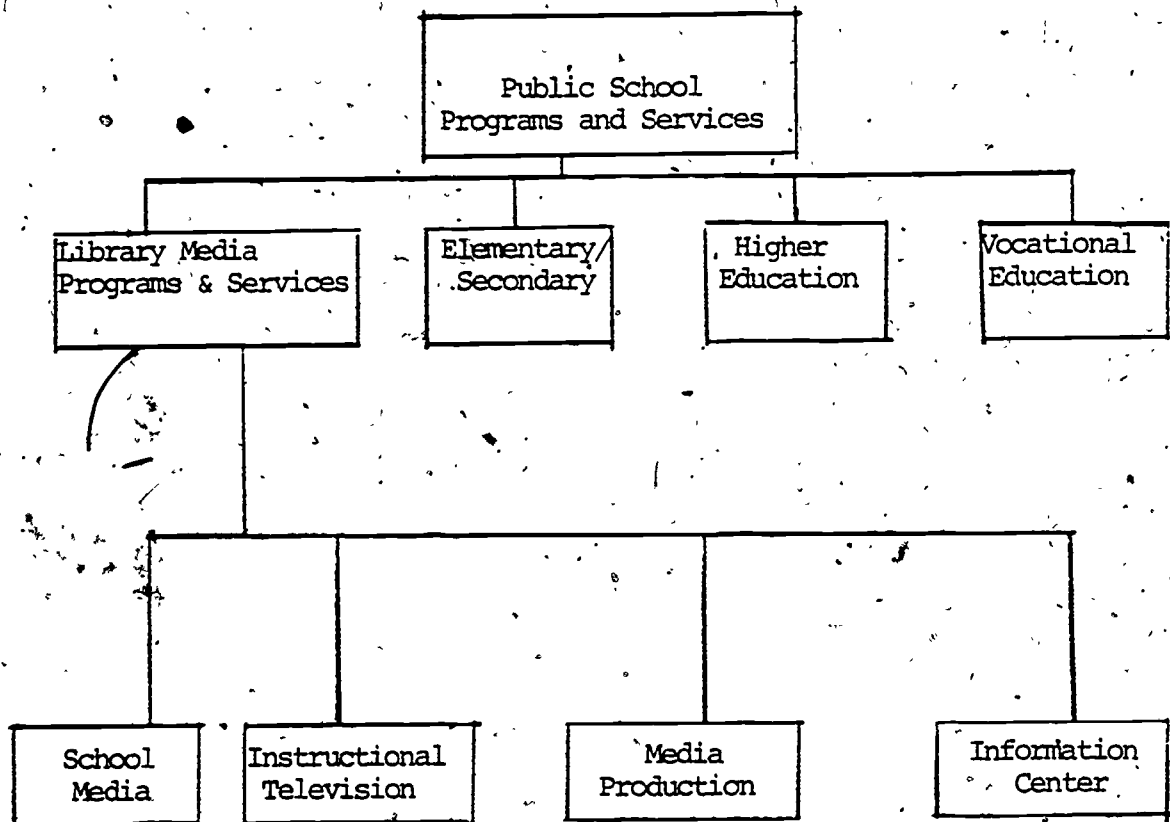 Public School
Programs and Services
Library Media
Programs & Services
Elementary/
Secondary
Higher
Education
Vocational
Education
School
Media
Instructional
Television
Media
Production
Information
Center